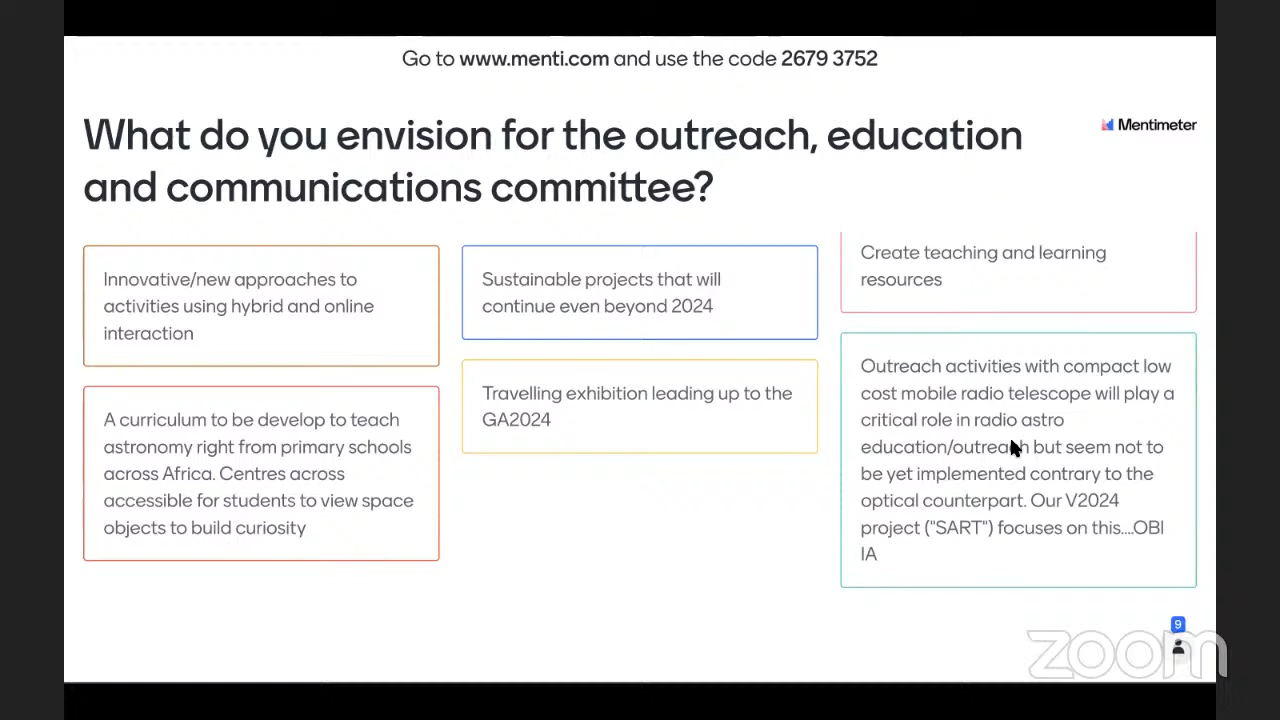 Go to www.menti.com and use the code 2679 3752
What do you envision for the outreach, education
and communications committee?
Mentimeter
Innovative/new approaches to
activities using hybrid and online
interaction
A curriculum to be develop to teach
astronomy right from primary schools
across Africa. Centres across
accessible for students to view space
objects to build curiosity
Sustainable projects that will
continue even beyond 2024
Travelling exhibition leading up to the
GA2024
Create teaching and learning
resources
Outreach activities with compact low
cost mobile radio telescope will play a
critical role in radio astro
education/outreach but seem not to
be yet implemented contrary to the
optical counterpart. Our V2024
project ("SART") focuses on this....OBI
IA
9
zoom